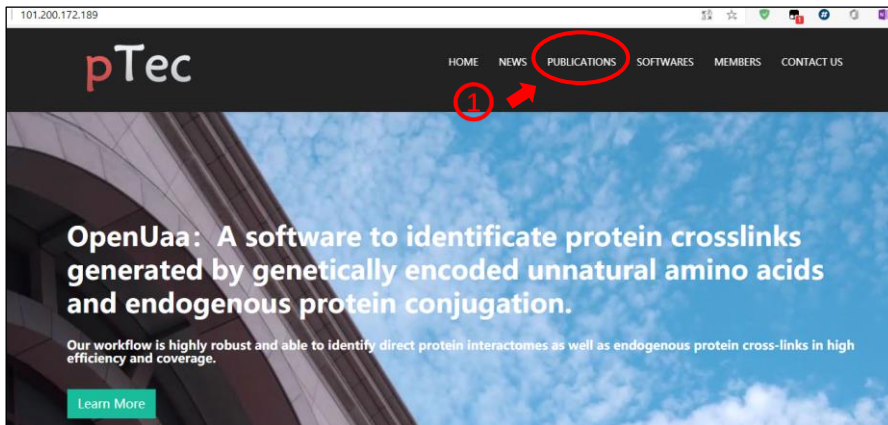 101.200.172.189
pTec
HOME NEWS PUBLICATIONS SOFTWARES MEMBERS CONTACT US
1
OpenUaa： A software to identificate protein crosslinks
generated by genetically encoded unnatural amino acids
and endogenous protein conjugation.
Our workflow is highly robust and able to identify direct protein interactomes as well as endogenous protein cross-links in high
efficiency and coverage.
Learn More